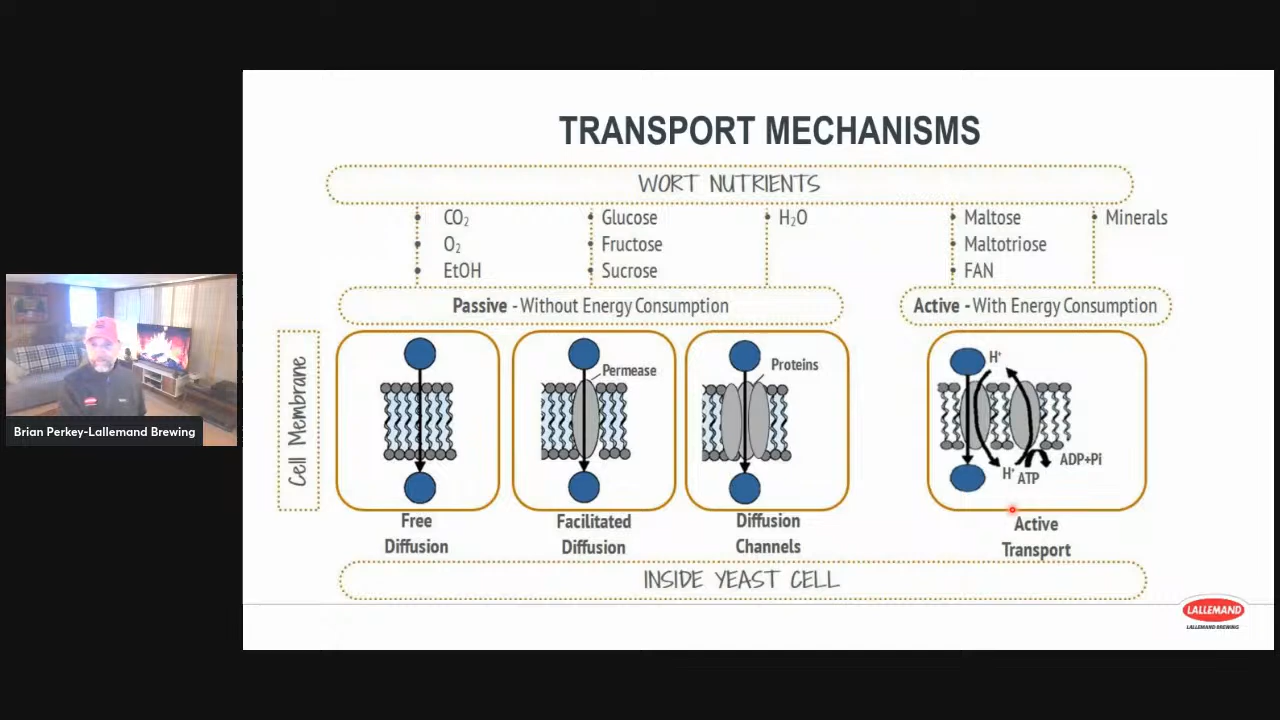 TRANSPORT MECHANISMS
WORT NUTRIENTS
• CO₂
• O₂
• EtOH
• Glucose
• Fructose
• Sucrose
• H₂O
• Maltose
• Maltotriose
• FAN
• Minerals
Passive - Without Energy Consumption
Active - With Energy Consumption
Cell Membrane
Permease
Proteins
H⁺
H⁺ ATP
ADP+Pi
Free
Diffusion
Facilitated
Diffusion
Diffusion
Channels
Active
Transport
INSIDE YEAST CELL
LALLEMAND
LALLEMAND BREWING
Brian Perkey-Lallemand Brewing